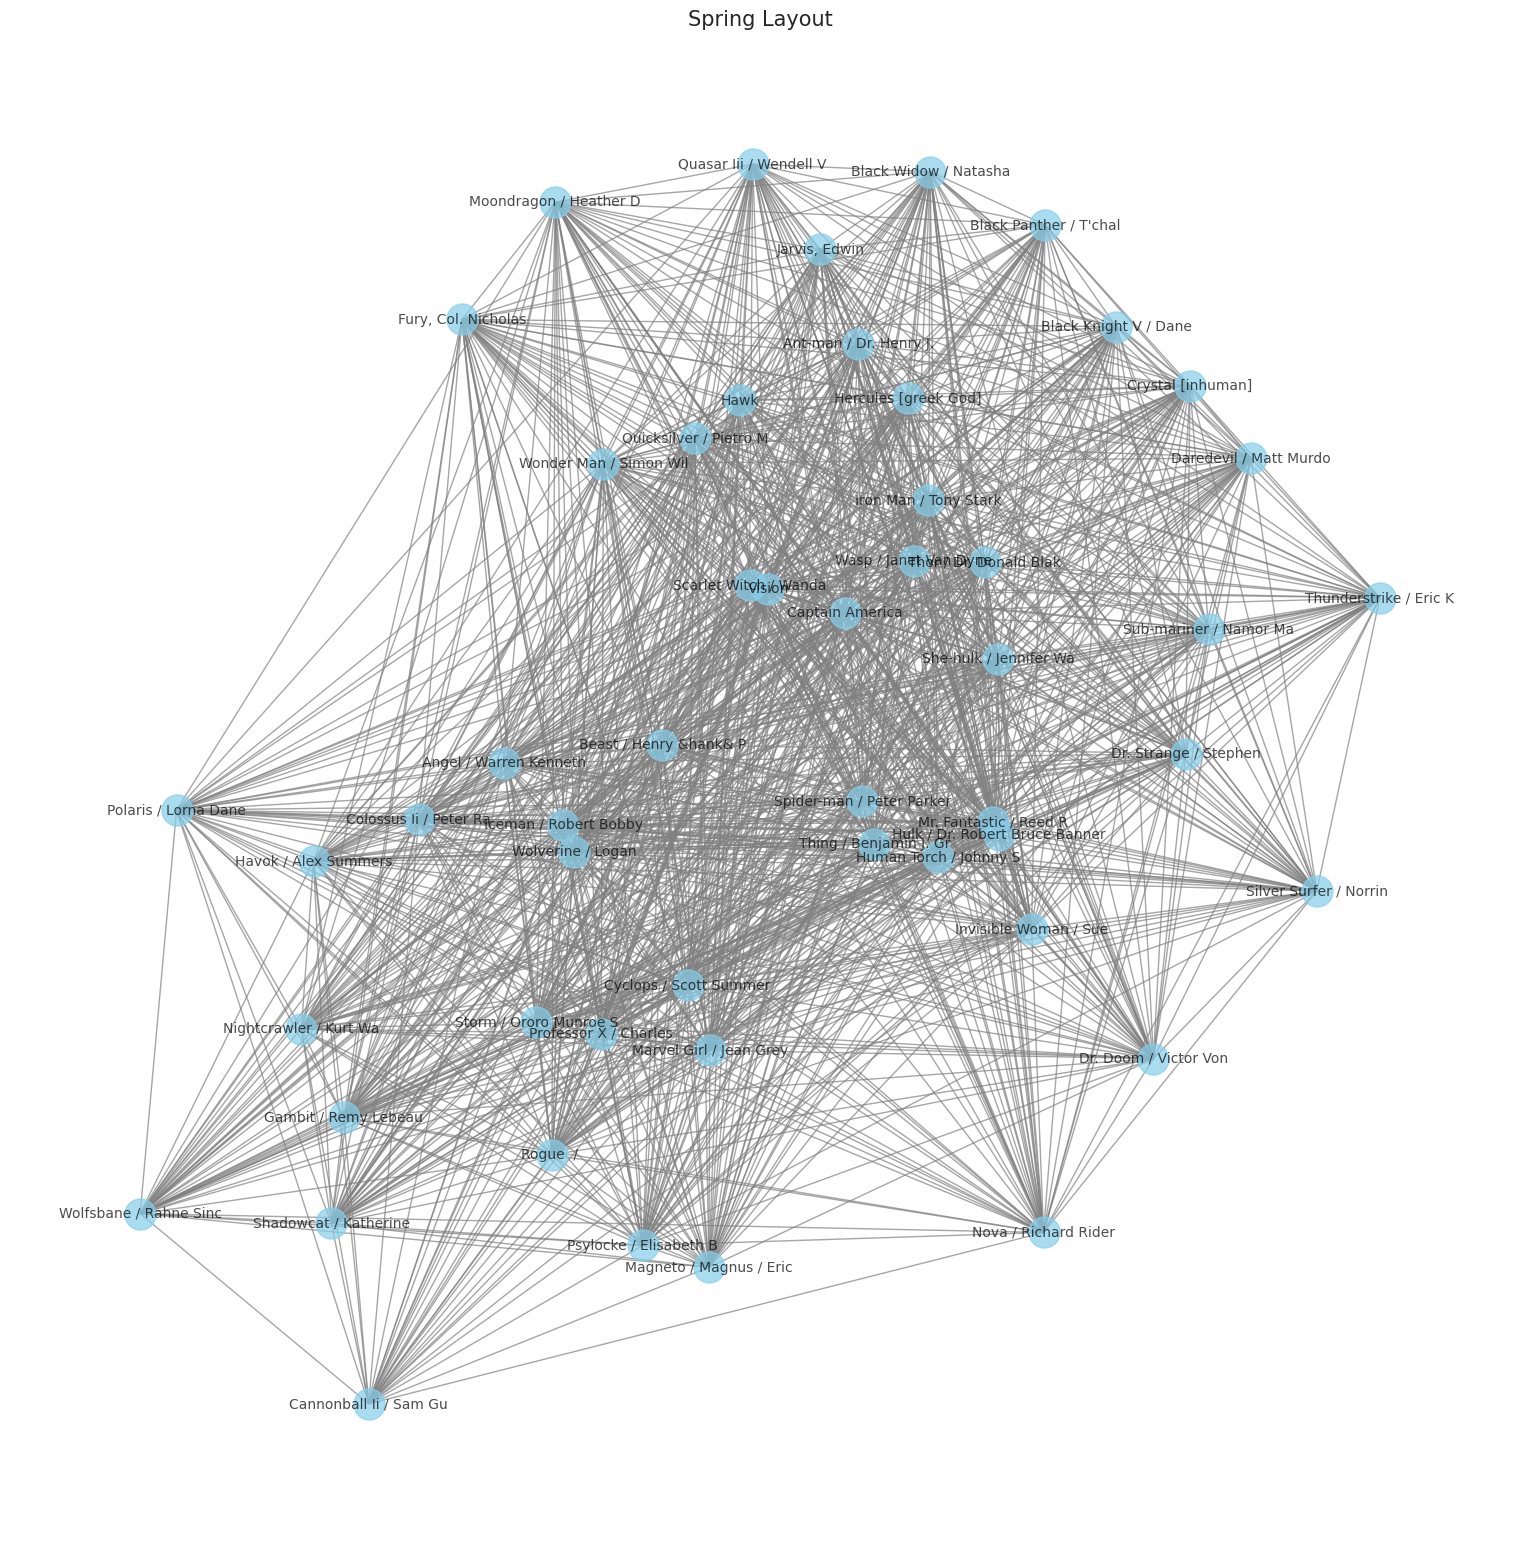 Spring Layout
Quasar Iii / Wendell V
Black Widow / Natasha
Moondragon / Heather D
Black Panther / T'chal
Jarvis, Edwin
Fury, Col. Nicholas
Black Knight V / Dane
Ant-man / Dr. Henry J.
Crystal [inhuman]
Hawk
Hercules [greek God]
Quicksilver / Pietro M
Wonder Man / Simon Wil
Daredevil / Matt Murdo
iron Man / Tony Stark
Wasp / Janet Van Dyne
Thor / Dr. Donald Blak
Scarlet Witch / Wanda
Vision
Thunderstrike / Eric K
Captain America
Sub-mariner / Namor Ma
She-hulk / Jennifer Wa
Beast / Henry &hank& P
Dr. Strange / Stephen
Angel / Warren Kenneth
Spider-man / Peter Parker
Polaris / Lorna Dane
Colossus Ii / Peter Ra
Iceman / Robert Bobby
Mr. Fantastic / Reed R
Hulk / Dr. Robert Bruce Banner
Thing / Benjamin J. Gr
Wolverine / Logan
Human Torch / Johnny S
Havok / Alex Summers
Silver Surfer / Norrin
Invisible Woman / Sue
Cyclops / Scott Summer
Storm / Ororo Munroe S
Nightcrawler / Kurt Wa
Professor X / Charles
Marvel Girl / Jean Grey
Dr. Doom / Victor Von
Gambit / Remy Lebeau
Rogue /
Wolfsbane / Rahne Sinc
Shadowcat / Katherine
Nova / Richard Rider
Psylocke / Elisabeth B
Magneto / Magnus / Eric
Cannonball Ii / Sam Gu